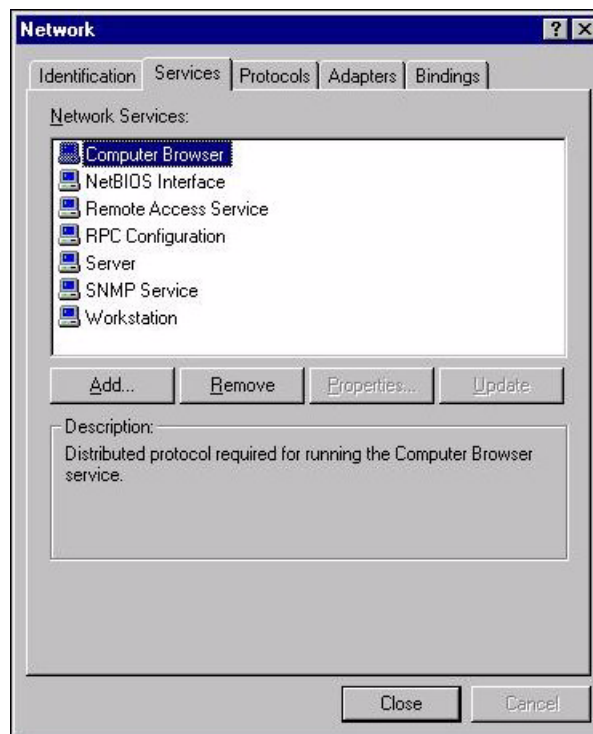 Network
Identification Services Protocols Adapters Bindings
Network Services:
Computer Browser
NetBIOS Interface
Remote Access Service
RPC Configuration
Server
SNMP Service
Workstation
Add... Remove Properties... Update
Description:
Distributed protocol required for running the Computer Browser
service.
Close Cancel